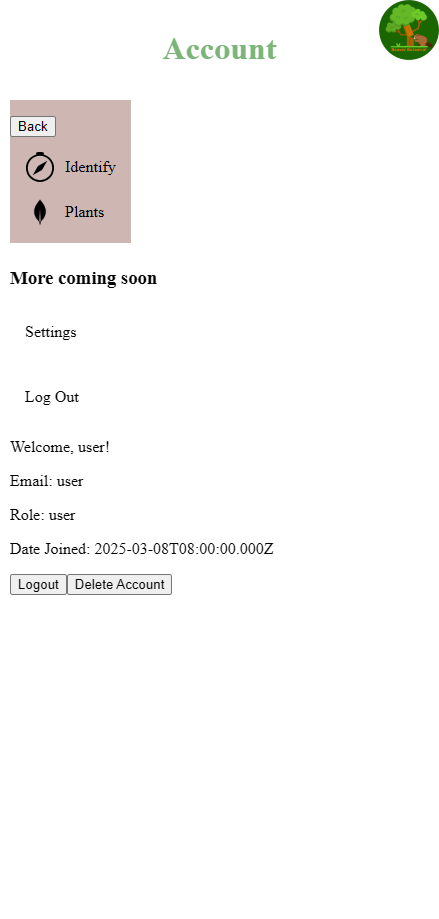 Account
Back
Identify
Plants
More coming soon
Settings
Log Out
Welcome, user!
Email: user
Role: user
Date Joined: 2025-03-08T08:00:00.000Z
Logout Delete Account